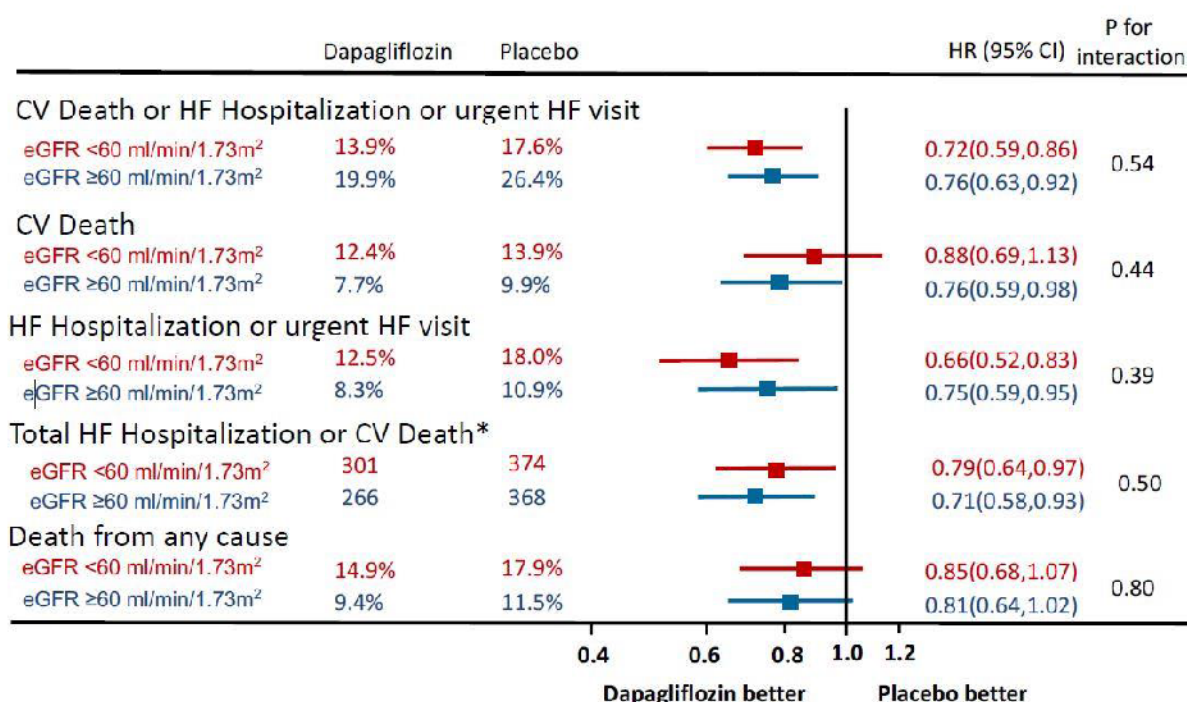 Dapagliflozin Placebo HR (95% CI) P for interaction
CV Death or HF Hospitalization or urgent HF visit
eGFR <60 ml/min/1.73m² 13.9% 17.6% 0.72(0.59,0.86)
0.54
eGFR ≥60 ml/min/1.73m² 19.9% 26.4% 0.76(0.63,0.92)
CV Death
eGFR <60 ml/min/1.73m² 12.4% 13.9% 0.88(0.69,1.13)
0.44
eGFR ≥60 ml/min/1.73m² 7.7% 9.9% 0.76(0.59,0.98)
HF Hospitalization or urgent HF visit
eGFR <60 ml/min/1.73m² 12.5% 18.0% 0.66(0.52,0.83)
0.39
eGFR ≥60 ml/min/1.73m² 8.3% 10.9% 0.75(0.59,0.95)
Total HF Hospitalization or CV Death*
eGFR <60 ml/min/1.73m² 301 374 0.79(0.64,0.97)
0.50
eGFR ≥60 ml/min/1.73m² 266 368 0.71(0.58,0.93)
Death from any cause
eGFR <60 ml/min/1.73m² 14.9% 17.9% 0.85(0.68,1.07)
0.80
eGFR ≥60 ml/min/1.73m² 9.4% 11.5% 0.81(0.64,1.02)
0.4 0.6 0.8 1.0 1.2
Dapagliflozin better Placebo better